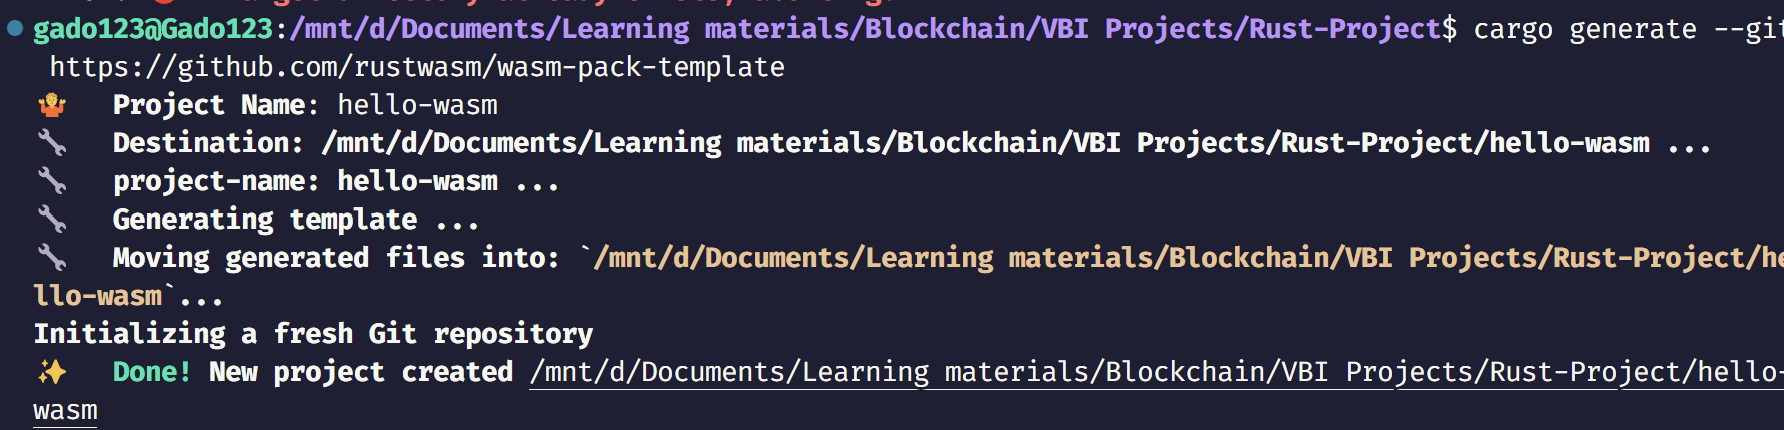 gado123@Gado123:/mnt/d/Documents/Learning materials/Blockchain/VBI Projects/Rust-Project$ cargo generate --git
https://github.com/rustwasm/wasm-pack-template
Project Name: hello-wasm
Destination: /mnt/d/Documents/Learning materials/Blockchain/VBI Projects/Rust-Project/hello-wasm ...
project-name: hello-wasm ...
Generating template ...
Moving generated files into: `/mnt/d/Documents/Learning materials/Blockchain/VBI Projects/Rust-Project/he
llo-wasm`...
Initializing a fresh Git repository
Done! New project created /mnt/d/Documents/Learning materials/Blockchain/VBI Projects/Rust-Project/hello-
wasm